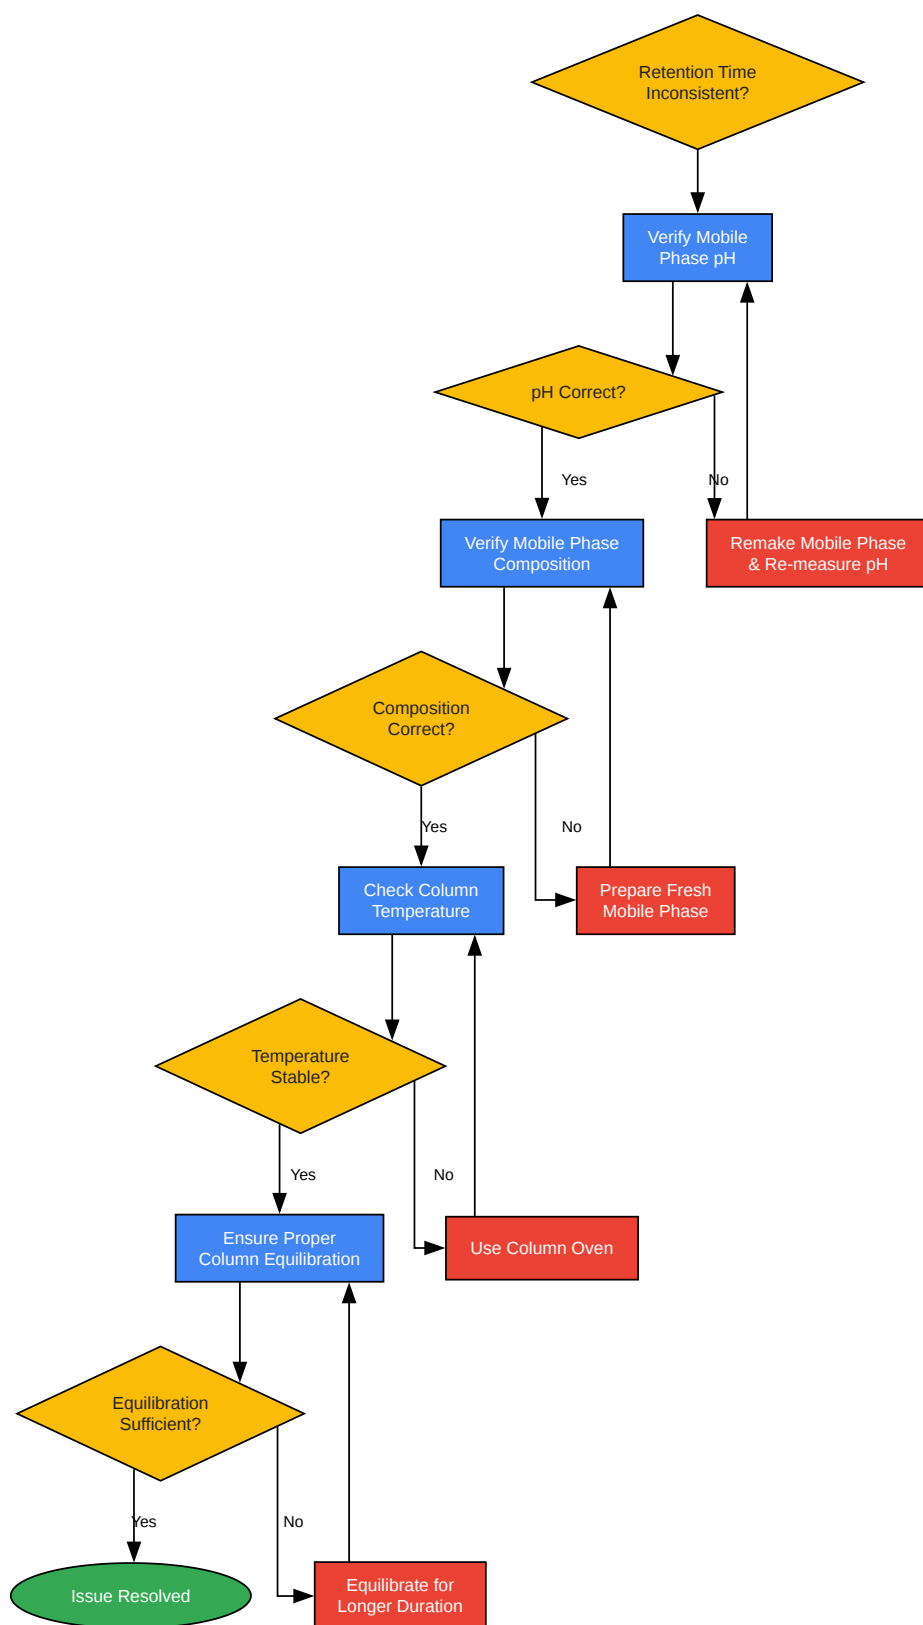 Retention Time
Inconsistent?
Verify Mobile
Phase pH
pH Correct?
Yes
No
Verify Mobile Phase
Composition
Remake Mobile Phase
& Re-measure pH
Composition
Correct?
Yes
No
Check Column
Temperature
Prepare Fresh
Mobile Phase
Temperature
Stable?
Yes
No
Ensure Proper
Column Equilibration
Use Column Oven
Equilibration
Sufficient?
Yes
No
Issue Resolved
Equilibrate for
Longer Duration